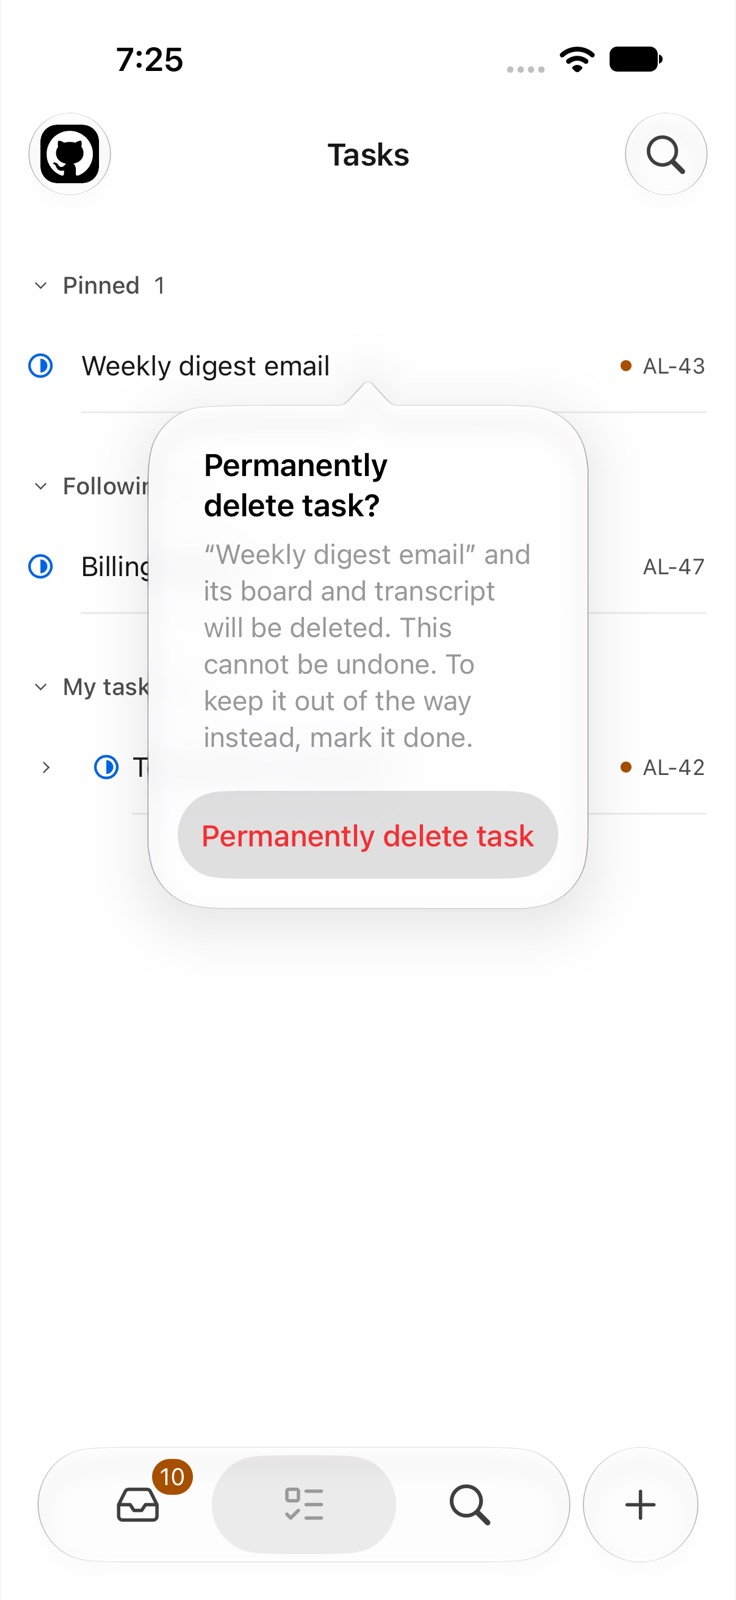 7:25
Tasks
Pinned 1
Weekly digest email
AL-43
Permanently
delete task?
“Weekly digest email” and
its board and transcript
will be deleted. This
cannot be undone. To
keep it out of the way
instead, mark it done.
Permanently delete task
AL-47
My task
AL-42
10